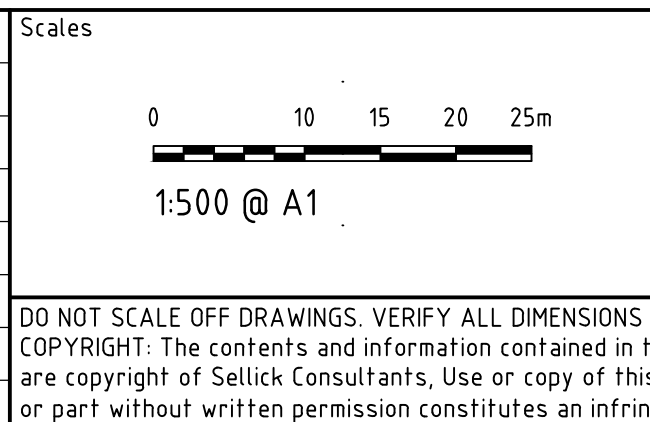 Scales
0 10 15 20 25m
1:500 @ A1
DO NOT SCALE OFF DRAWINGS. VERIFY ALL DIMENSIONS
COPYRIGHT: The contents and information contained in
are copyright of Sellick Consultants, Use or copy of this
or part without written permission constitutes an